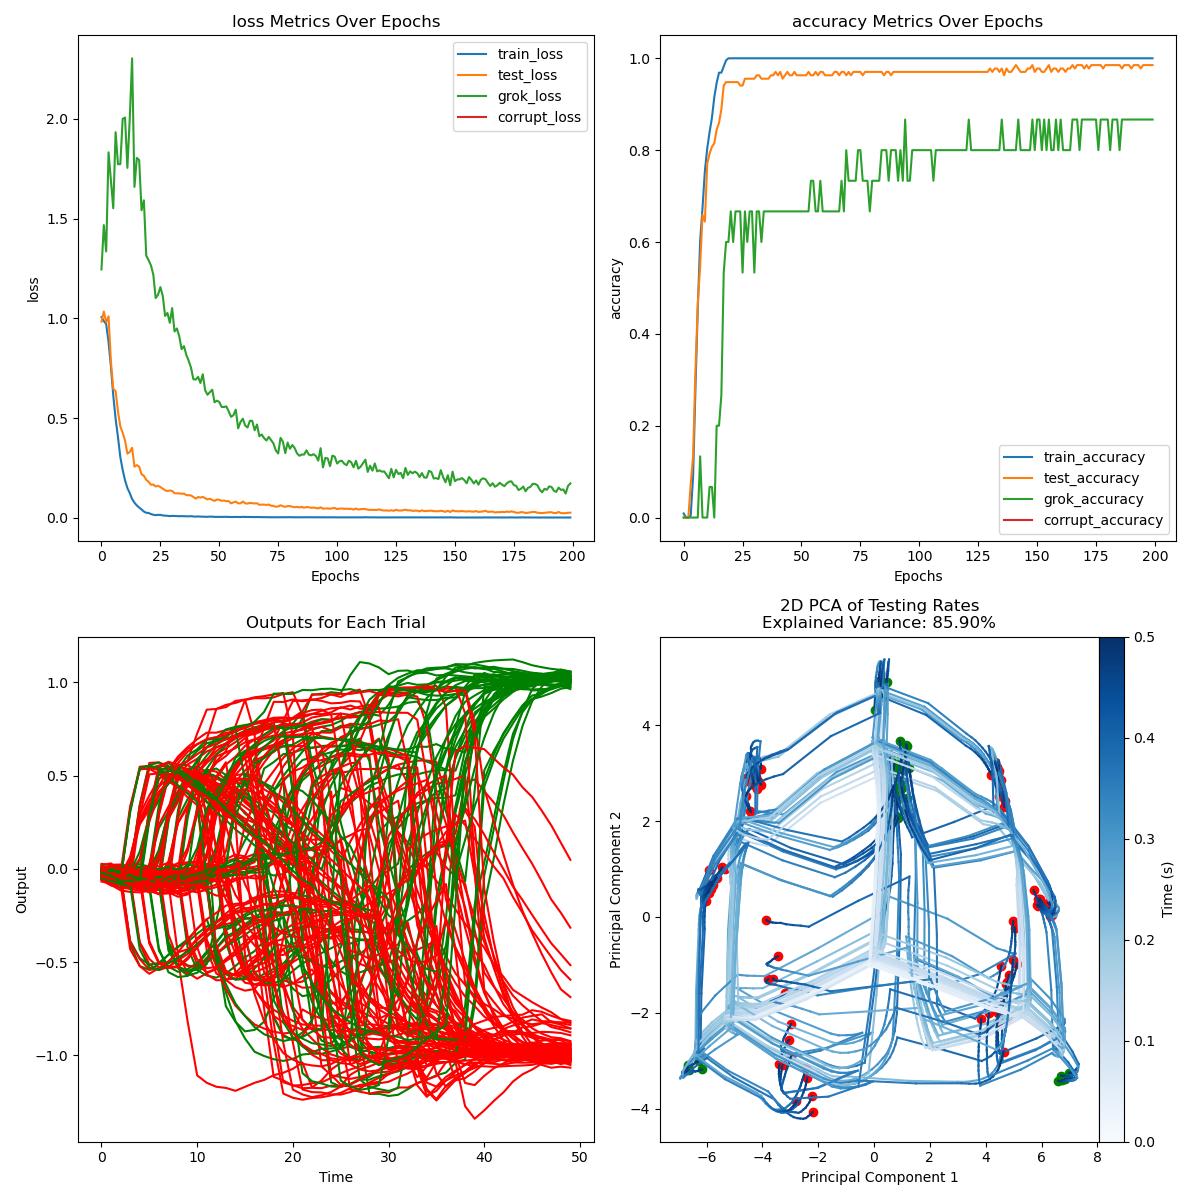 loss Metrics Over Epochs
train_loss
test_loss
grok_loss
corrupt_loss
2.0
1.5
1.0
0.5
0.0
loss
0 25 50 75 100 125 150 175 200
Epochs
accuracy Metrics Over Epochs
1.0
0.8
0.6
0.4
0.2
0.0
accuracy
train_accuracy
test_accuracy
grok_accuracy
corrupt_accuracy
0 25 50 75 100 125 150 175 200
Epochs
Outputs for Each Trial
1.0
0.5
0.0
−0.5
−1.0
Output
0 10 20 30 40 50
Time
2D PCA of Testing Rates
Explained Variance: 85.90%
4
2
0
−2
−4
Principal Component 2
−6 −4 −2 0 2 4 6 8
Principal Component 1
0.5
0.4
0.3
0.2
0.1
0.0
Time (s)